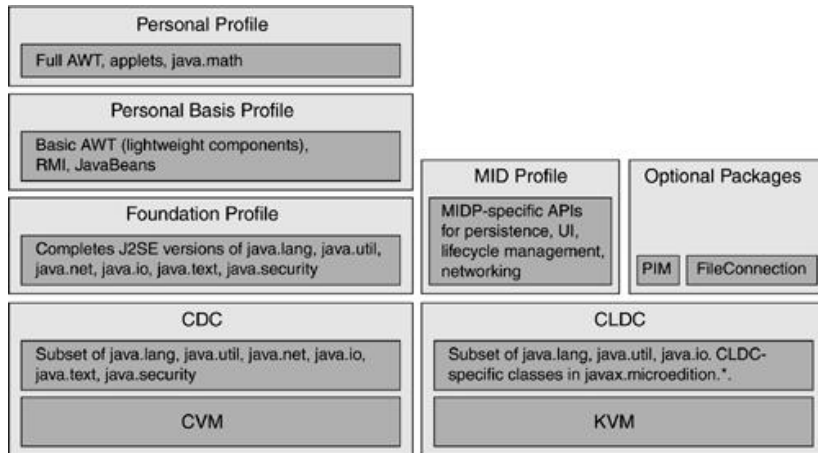 Personal Profile
Full AWT, applets, java.math
Personal Basis Profile
Basic AWT (lightweight components),
RMI, JavaBeans
Foundation Profile
Completes J2SE versions of java.lang, java.util,
java.net, java.io, java.text, java.security
MID Profile
MIDP-specific APIs
for persistence, UI,
lifecycle management,
networking
Optional Packages
PIM
FileConnection
CDC
Subset of java.lang, java.util, java.net, java.io,
java.text, java.security
CVM
CLDC
Subset of java.lang, java.util, java.io. CLDC-
specific classes in javax.microedition.*.
KVM